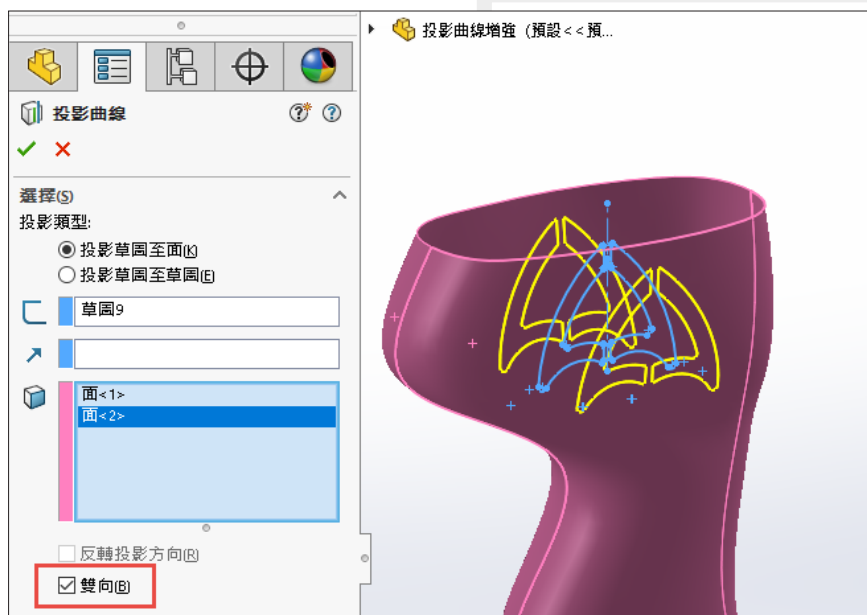 投影曲線增強 (預設<<預...
投影曲線
選擇(S)
投影類型:
投影草圖至面(K)
投影草圖至草圖(E)
草圖9
面<1>
面<2>
反轉投影方向(R)
雙向(B)